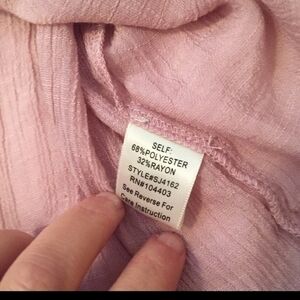 SELF:
68%POLYESTER
32%RAYON
STYLE#SJ4162
RN#104403
See Reverse For
Care Instruction